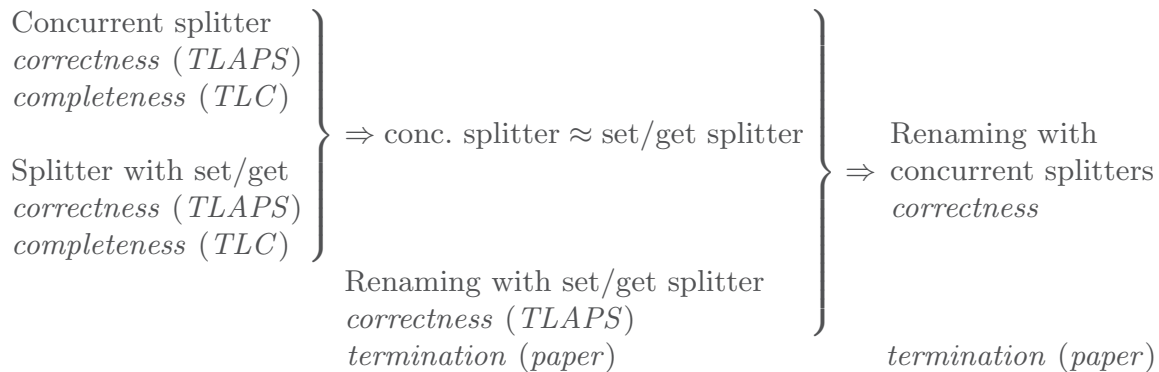 Concurrent splitter
correctness (TLAPS)
completeness (TLC)
Splitter with set/get
correctness (TLAPS)
completeness (TLC)
⇒ conc. splitter ≈ set/get splitter
Renaming with set/get splitter
correctness (TLAPS)
termination (paper)
⇒
Renaming with
concurrent splitters
correctness
termination (paper)